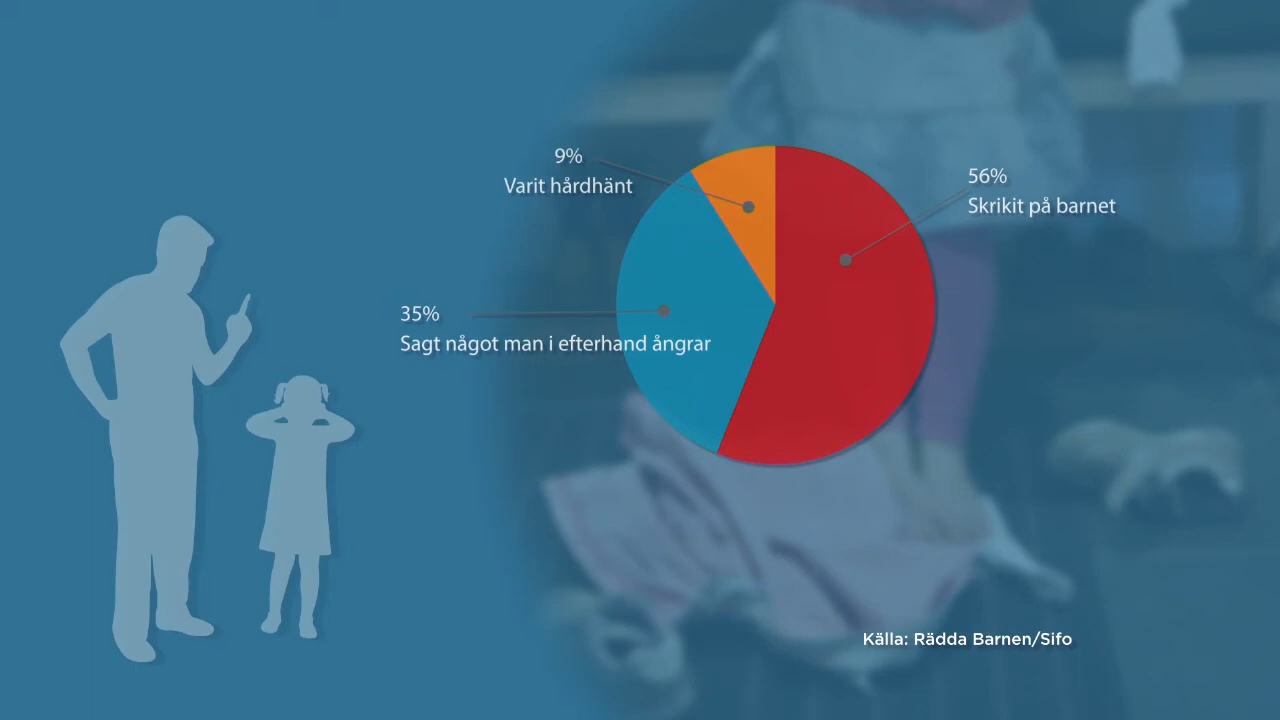 9%
Varit hårdhänt
56%
Skrikit på barnet
35%
Sagt något man i efterhand ångrar
Källa: Rädda Barnen/Sifo